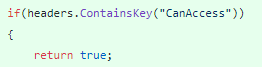 if(headers.ContainsKey("CanAccess"))
{
    return true;